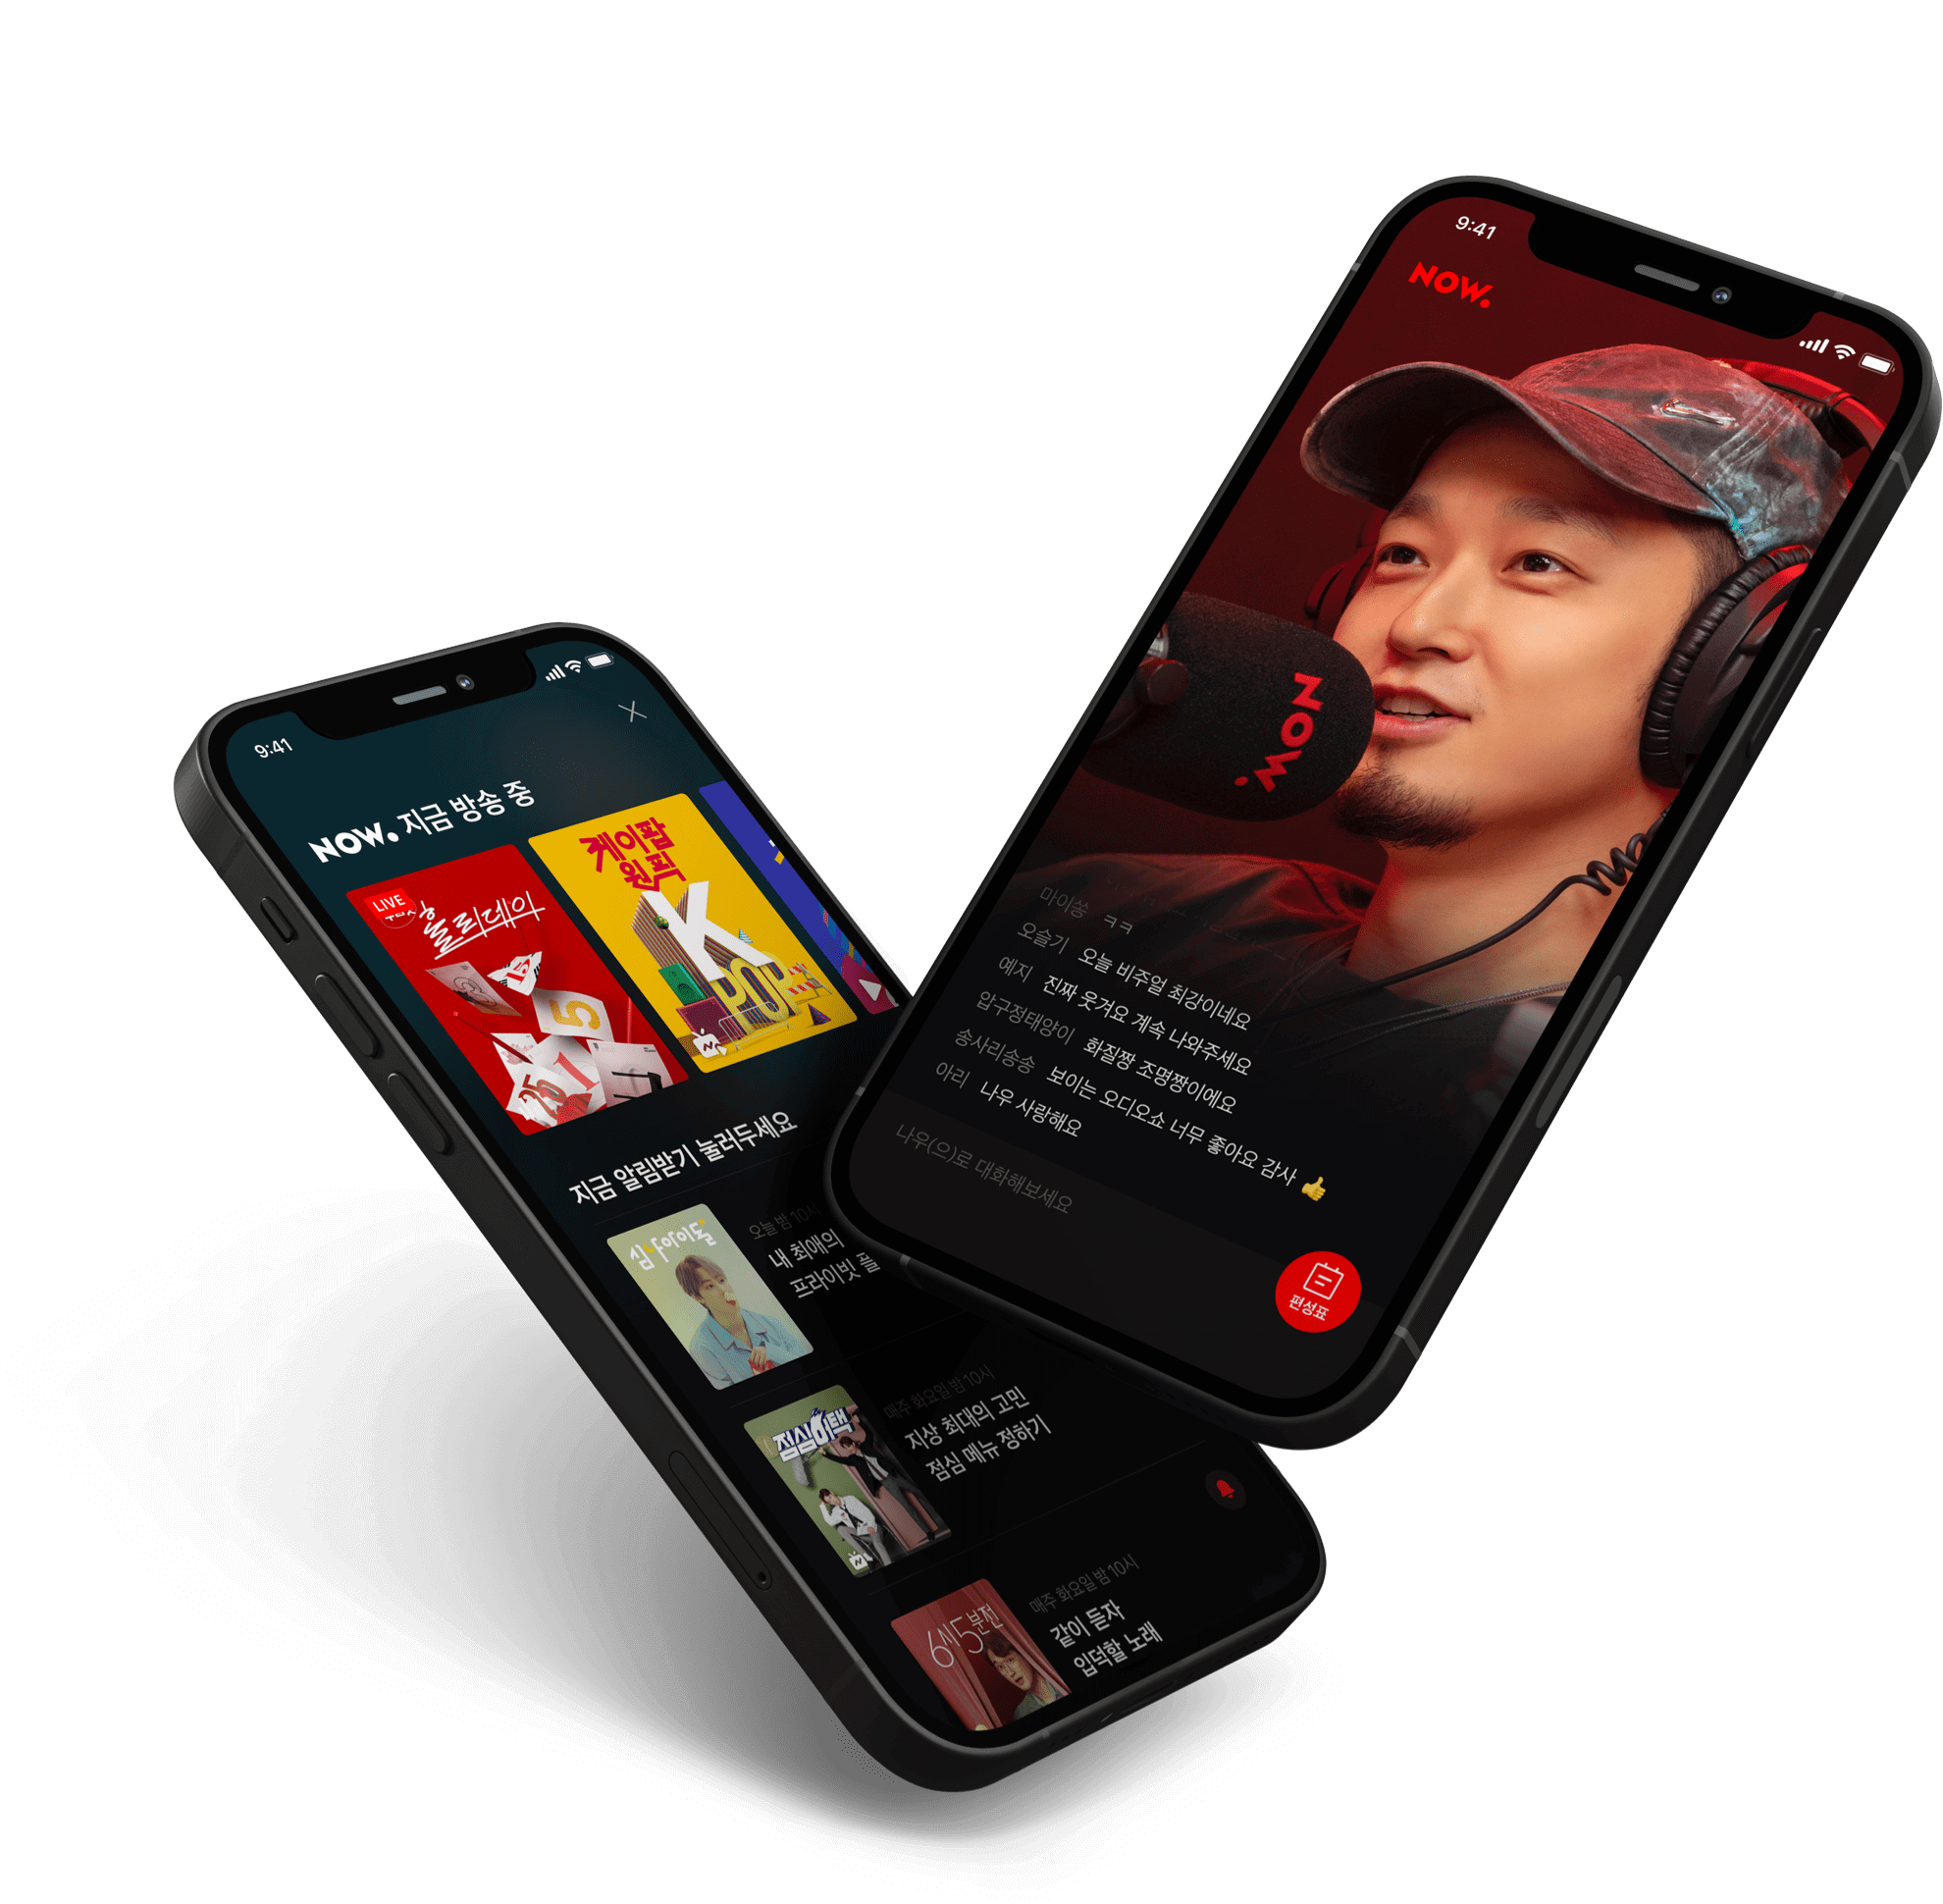 9:41
NOW. 지금 방송 중
LIVE
홀리데이
3
15
5
25
1
케이팝
원픽
K
POP
지금 알림받기 눌러두세요
심야아이돌
오늘 밤 10시
내 최애의
프라이빗 플
점심어택
매주 화요일 밤 10시
지상 최대의 고민
점심 메뉴 정하기
6시5분전
매주 화요일 밤 10시
같이 듣자
입덕할 노래
9:41
NOW.
NOW.
마이쏭 ㅋㅋ
오슬기 오늘 비주얼 최강이네요
예지 진짜 웃겨요 계속 나와주세요
압구정태양이 화질짱 조명짱이에요
송사리송송 보이는 오디오쇼 너무 좋아요 감사 👍
아리 나우 사랑해요
나우(으)로 대화해보세요
편성표